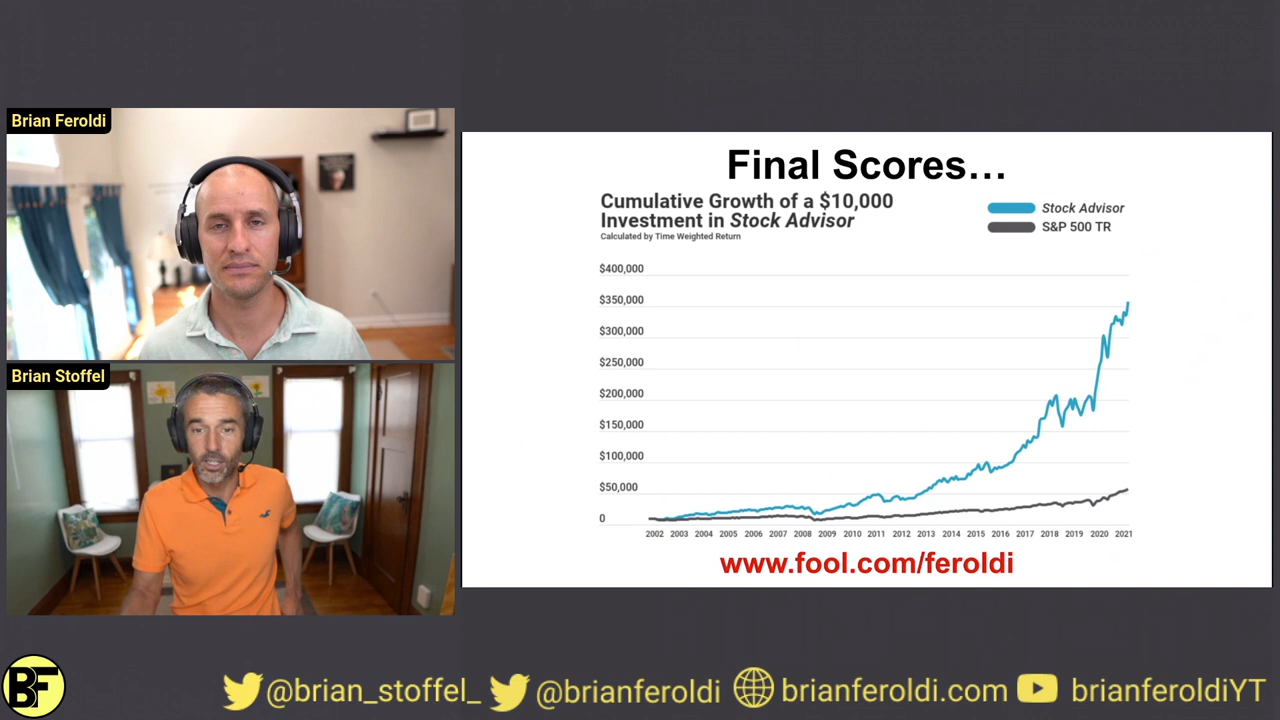 Brian Feroldi
Brian Stoffel
Final Scores…
Cumulative Growth of a $10,000
Investment in Stock Advisor
Calculated by Time Weighted Return
Stock Advisor
S&P 500 TR
$400,000
$350,000
$300,000
$250,000
$200,000
$150,000
$100,000
$50,000
0
2002 2003 2004 2005 2006 2007 2008 2009 2010 2011 2012 2013 2014 2015 2016 2017 2018 2019 2020 2021
www.fool.com/feroldi
BF
@brian_stoffel_ @brianferoldi brianferoldi.com brianferoldiYT